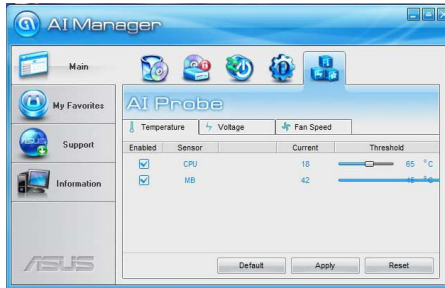 AI Manager
Main
My Favorites
Support
Information
ASUS
AI Probe
Temperature Voltage Fan Speed
Enabled Sensor Current Threshold
CPU 18 65 °C
MB 42 45 °C
Default Apply Reset